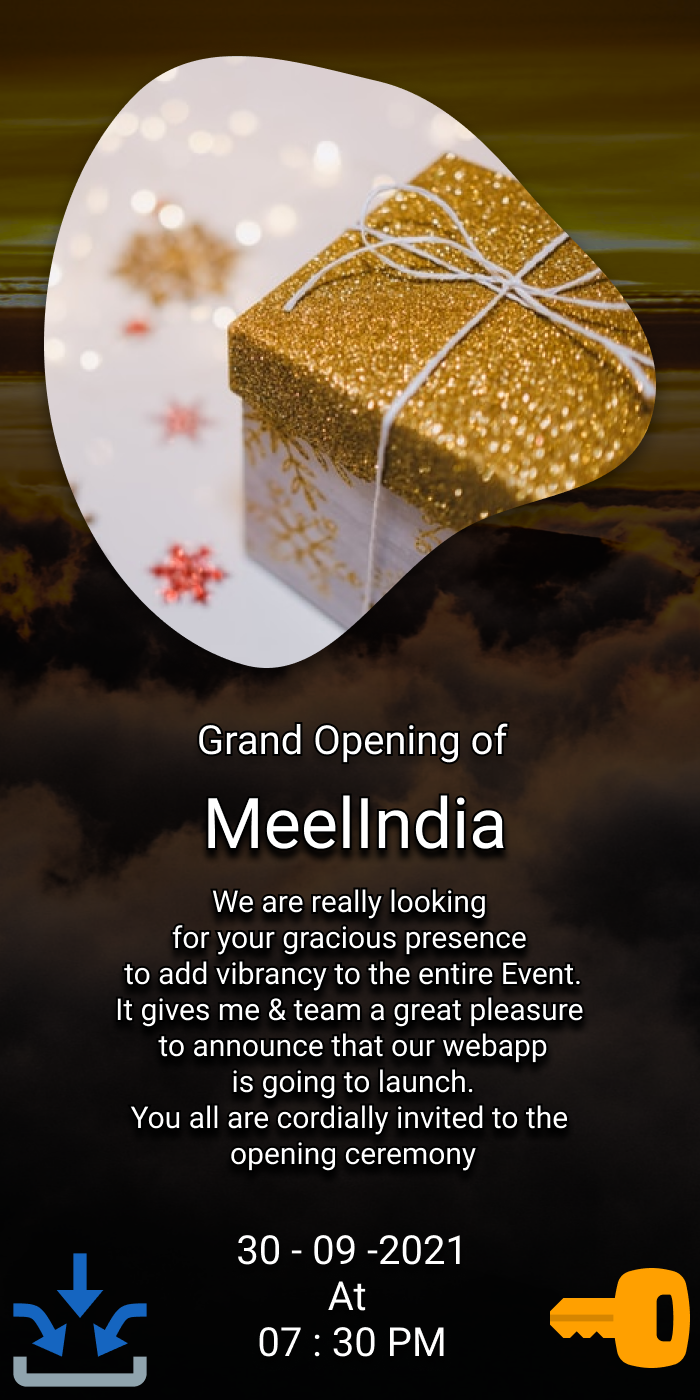 Grand Opening of
MeelIndia
We are really looking
for your gracious presence
to add vibrancy to the entire Event.
It gives me & team a great pleasure
to announce that our webapp
is going to launch.
You all are cordially invited to the
opening ceremony
30 - 09 -2021
At
07 : 30 PM